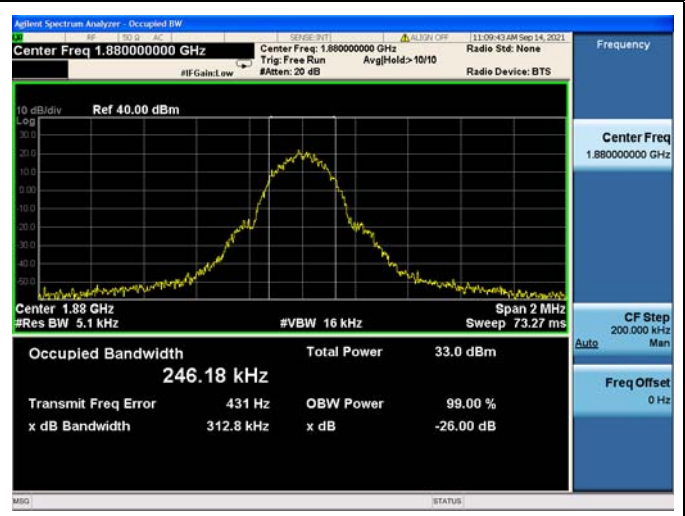 Agilent Spectrum Analyzer - Occupied BW
RF 50 Ω AC SENSE:INT ALIGN OFF 11:09:43 AM Sep 14, 2021
Center Freq 1.880000000 GHz
Center Freq: 1.880000000 GHz Radio Std: None
Trig: Free Run Avg|Hold:>10/10
#IFGain:Low #Atten: 20 dB Radio Device: BTS
Frequency
10 dB/div Ref 40.00 dBm
Log
30.0
20.0
10.0
0.00
-10.0
-20.0
-30.0
-40.0
-50.0
Center 1.88 GHz Span 2 MHz
#Res BW 5.1 kHz #VBW 16 kHz Sweep 73.27 ms
Occupied Bandwidth Total Power 33.0 dBm
246.18 kHz
Transmit Freq Error 431 Hz OBW Power 99.00 %
x dB Bandwidth 312.8 kHz x dB -26.00 dB
Center Freq
1.880000000 GHz
CF Step
200.000 kHz
Auto Man
Freq Offset
0 Hz
MSG STATUS